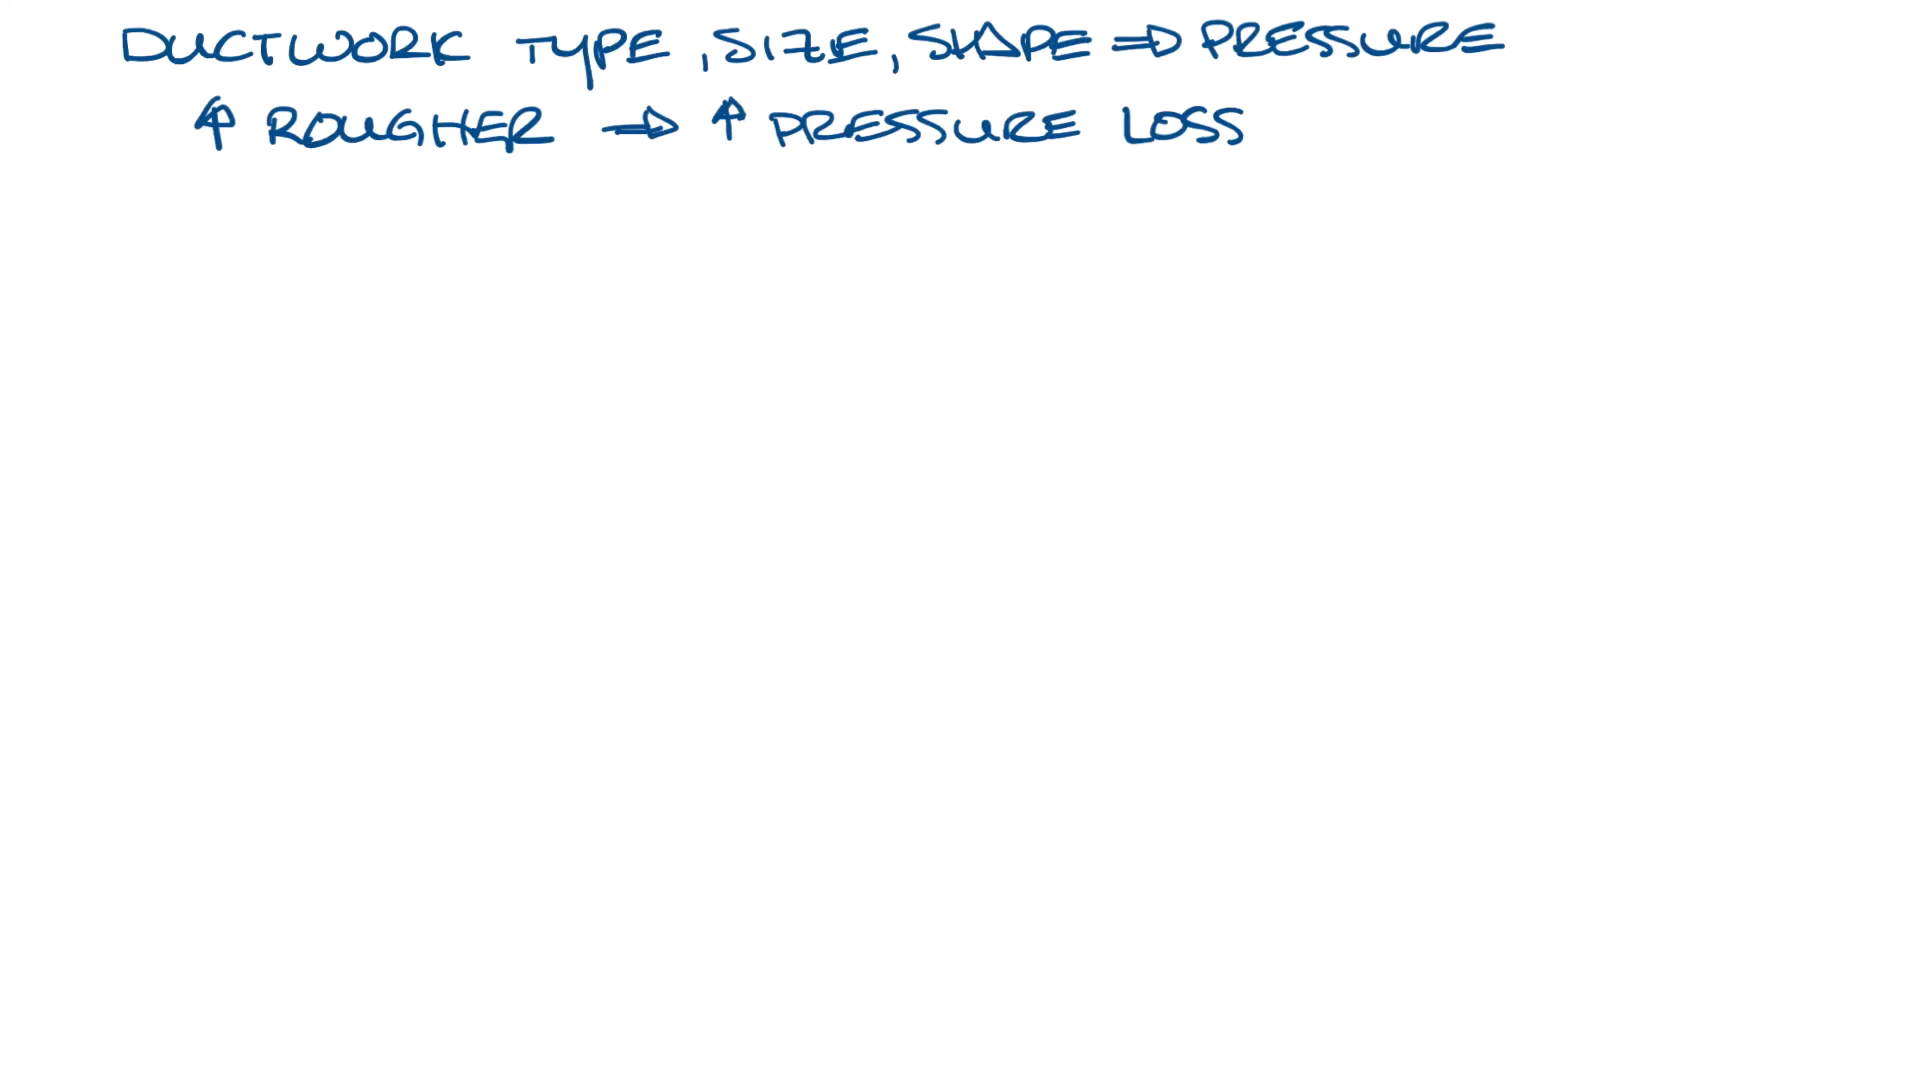 DUCTWORK TYPE, SIZE, SHAPE ⇒ PRESSURE
↑ ROUGHER ⇒ ↑ PRESSURE LOSS